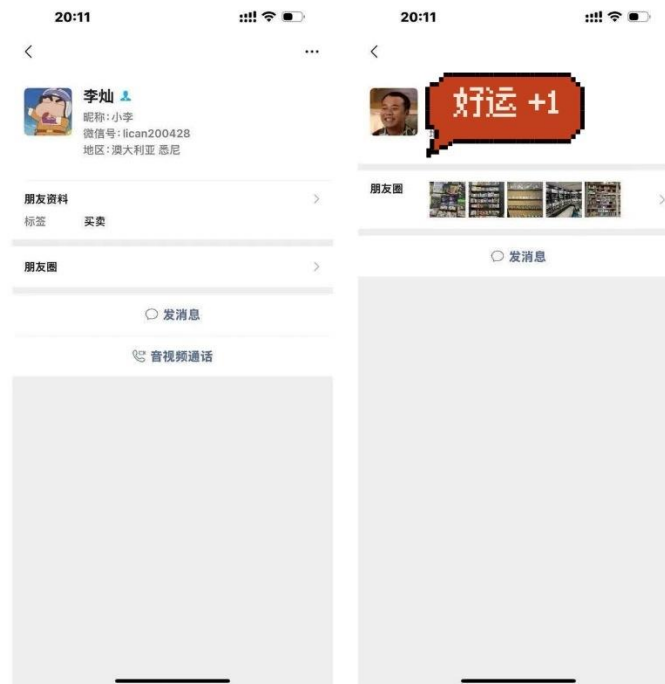 20:11
李灿
昵称:小李
微信号:lican200428
地区:澳大利亚 悉尼
朋友资料
标签 买卖
朋友圈
发消息
音视频通话
20:11
好运 +1
朋友圈
发消息